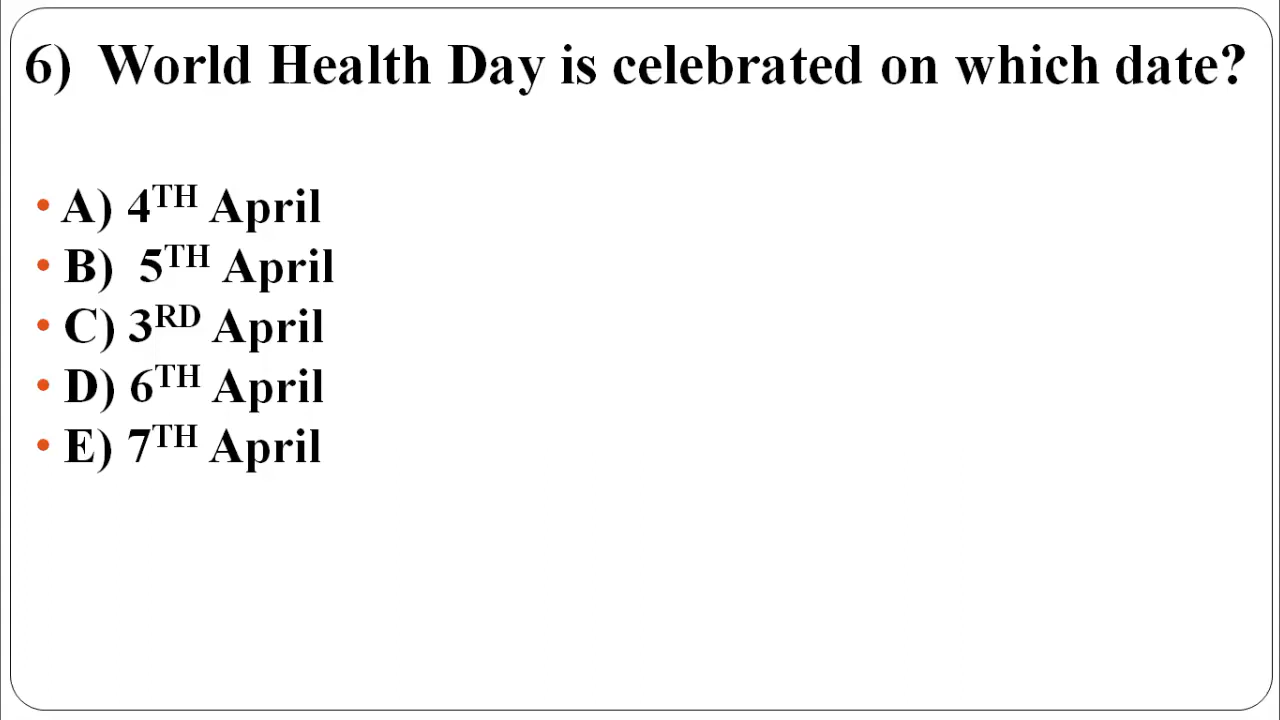 6) World Health Day is celebrated on which date?
• A) 4TH April
• B) 5TH April
• C) 3RD April
• D) 6TH April
• E) 7TH April